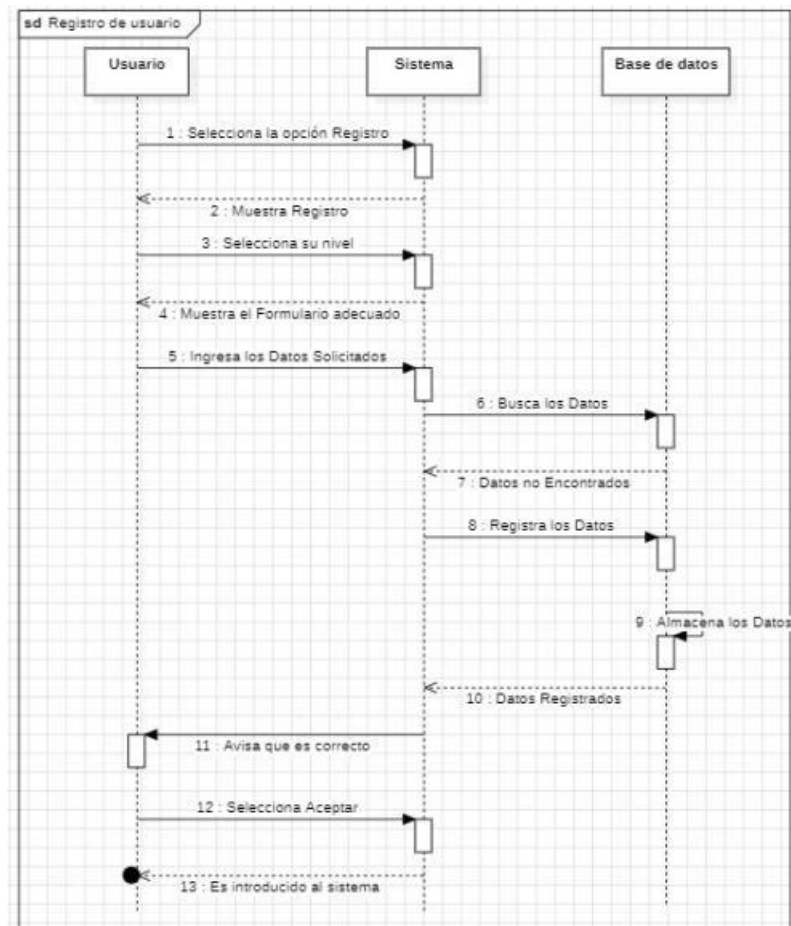 sd Registro de usuario
Usuario
Sistema
Base de datos
1 : Selecciona la opción Registro
2 : Muestra Registro
3 : Selecciona su nivel
4 : Muestra el Formulario adecuado
5 : Ingresa los Datos Solicitados
6 : Busca los Datos
7 : Datos no Encontrados
8 : Registra los Datos
9 : Almacena los Datos
10 : Datos Registrados
11 : Avisa que es correcto
12 : Selecciona Aceptar
13 : Es introducido al sistema